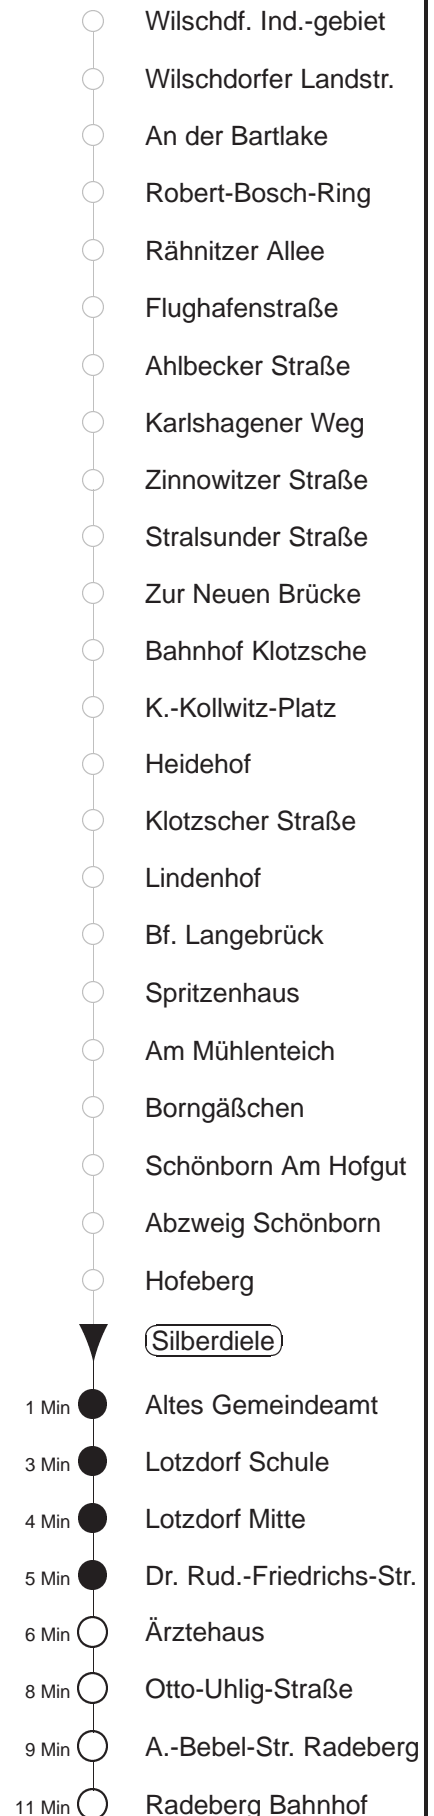 Wilschdf. Ind.-gebiet
Wilschdorfer Landstr.
An der Bartlake
Robert-Bosch-Ring
Rähnitzer Allee
Flughafenstraße
Ahlbecker Straße
Karlshagener Weg
Zinnowitzer Straße
Stralsunder Straße
Zur Neuen Brücke
Bahnhof Klotzsche
K.-Kollwitz-Platz
Heidehof
Klotzscher Straße
Lindenhof
Bf. Langebrück
Spritzenhaus
Am Mühlenteich
Borngäßchen
Schönborn Am Hofgut
Abzweig Schönborn
Hofeberg
Silberdiele
1 Min Altes Gemeindeamt
3 Min Lotzdorf Schule
4 Min Lotzdorf Mitte
5 Min Dr. Rud.-Friedrichs-Str.
6 Min Ärztehaus
8 Min Otto-Uhlig-Straße
9 Min A.-Bebel-Str. Radeberg
11 Min Radeberg Bahnhof